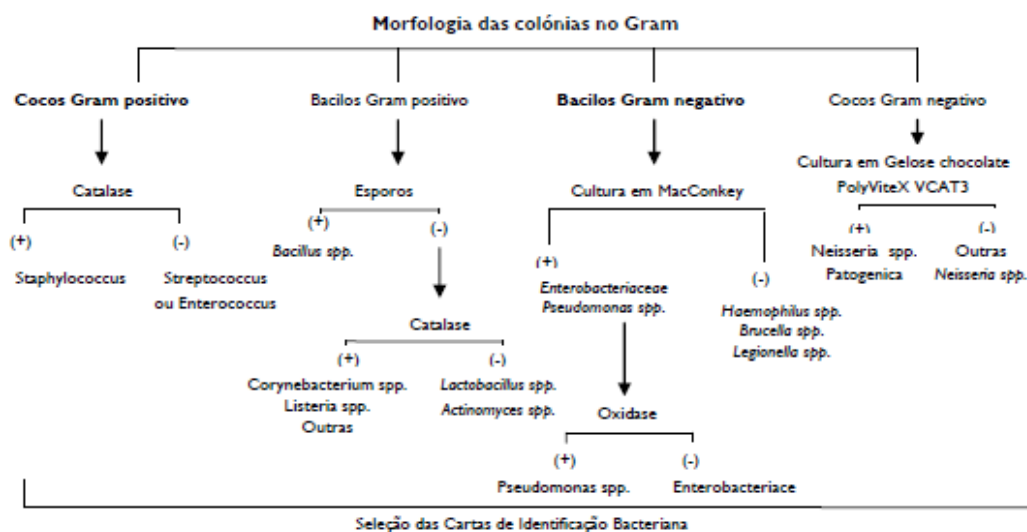 Morfologia das colónias no Gram
Cocos Gram positivo
Bacilos Gram positivo
Bacilos Gram negativo
Cocos Gram negativo
Catalase
(+)
(-)
Staphylococcus
Streptococcus
ou Enterococcus
Esporos
(+)
(-)
Bacillus spp.
Catalase
(+)
(-)
Corynebacterium spp.
Listeria spp.
Outras
Lactobacillus spp.
Actinomyces spp.
Cultura em MacConkey
(+)
(-)
Enterobacteriaceae
Pseudomonas spp.
Haemophilus spp.
Brucella spp.
Legionella spp.
Oxidase
(+)
(-)
Pseudomonas spp.
Enterobacteriace
Cultura em Gelose chocolate
PolyViteX VCAT3
(+)
(-)
Neisseria spp.
Patogenica
Outras
Neisseria spp.
Seleção das Cartas de Identificação Bacteriana